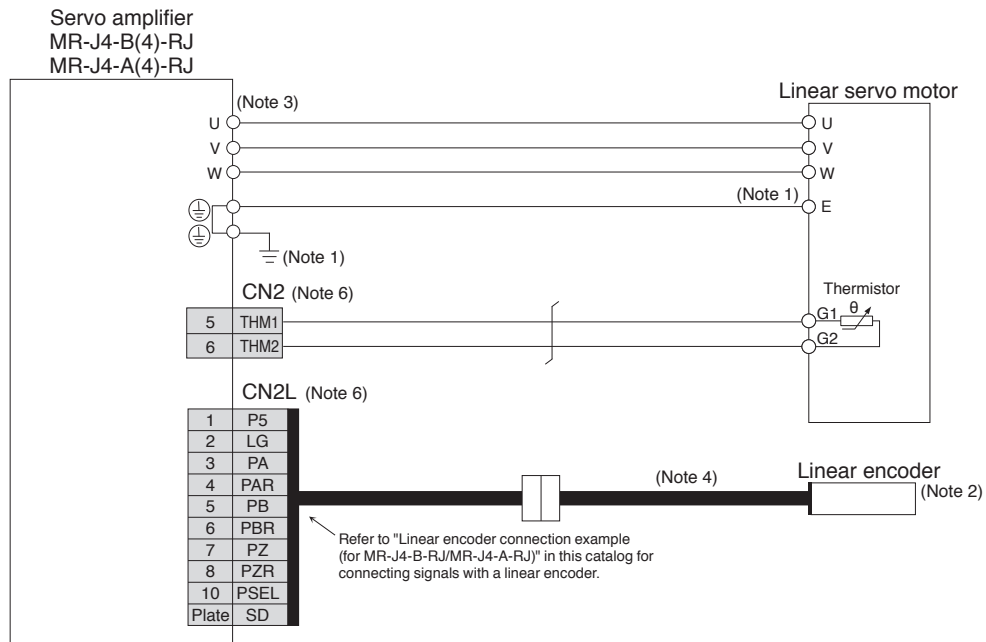 Servo amplifier
MR-J4-B(4)-RJ
MR-J4-A(4)-RJ
Linear servo motor
(Note 3)
U U
V V
W W
(Note 1)
E
(Note 1)
CN2 (Note 6)
Thermistor
θ
5 THM1 G1
6 THM2 G2
CN2L (Note 6)
1 P5
2 LG
3 PA
4 PAR
5 PB
6 PBR
7 PZ
8 PZR
10 PSEL
Plate SD
(Note 4)
Linear encoder
(Note 2)
Refer to "Linear encoder connection example
(for MR-J4-B-RJ/MR-J4-A-RJ)" in this catalog for
connecting signals with a linear encoder.